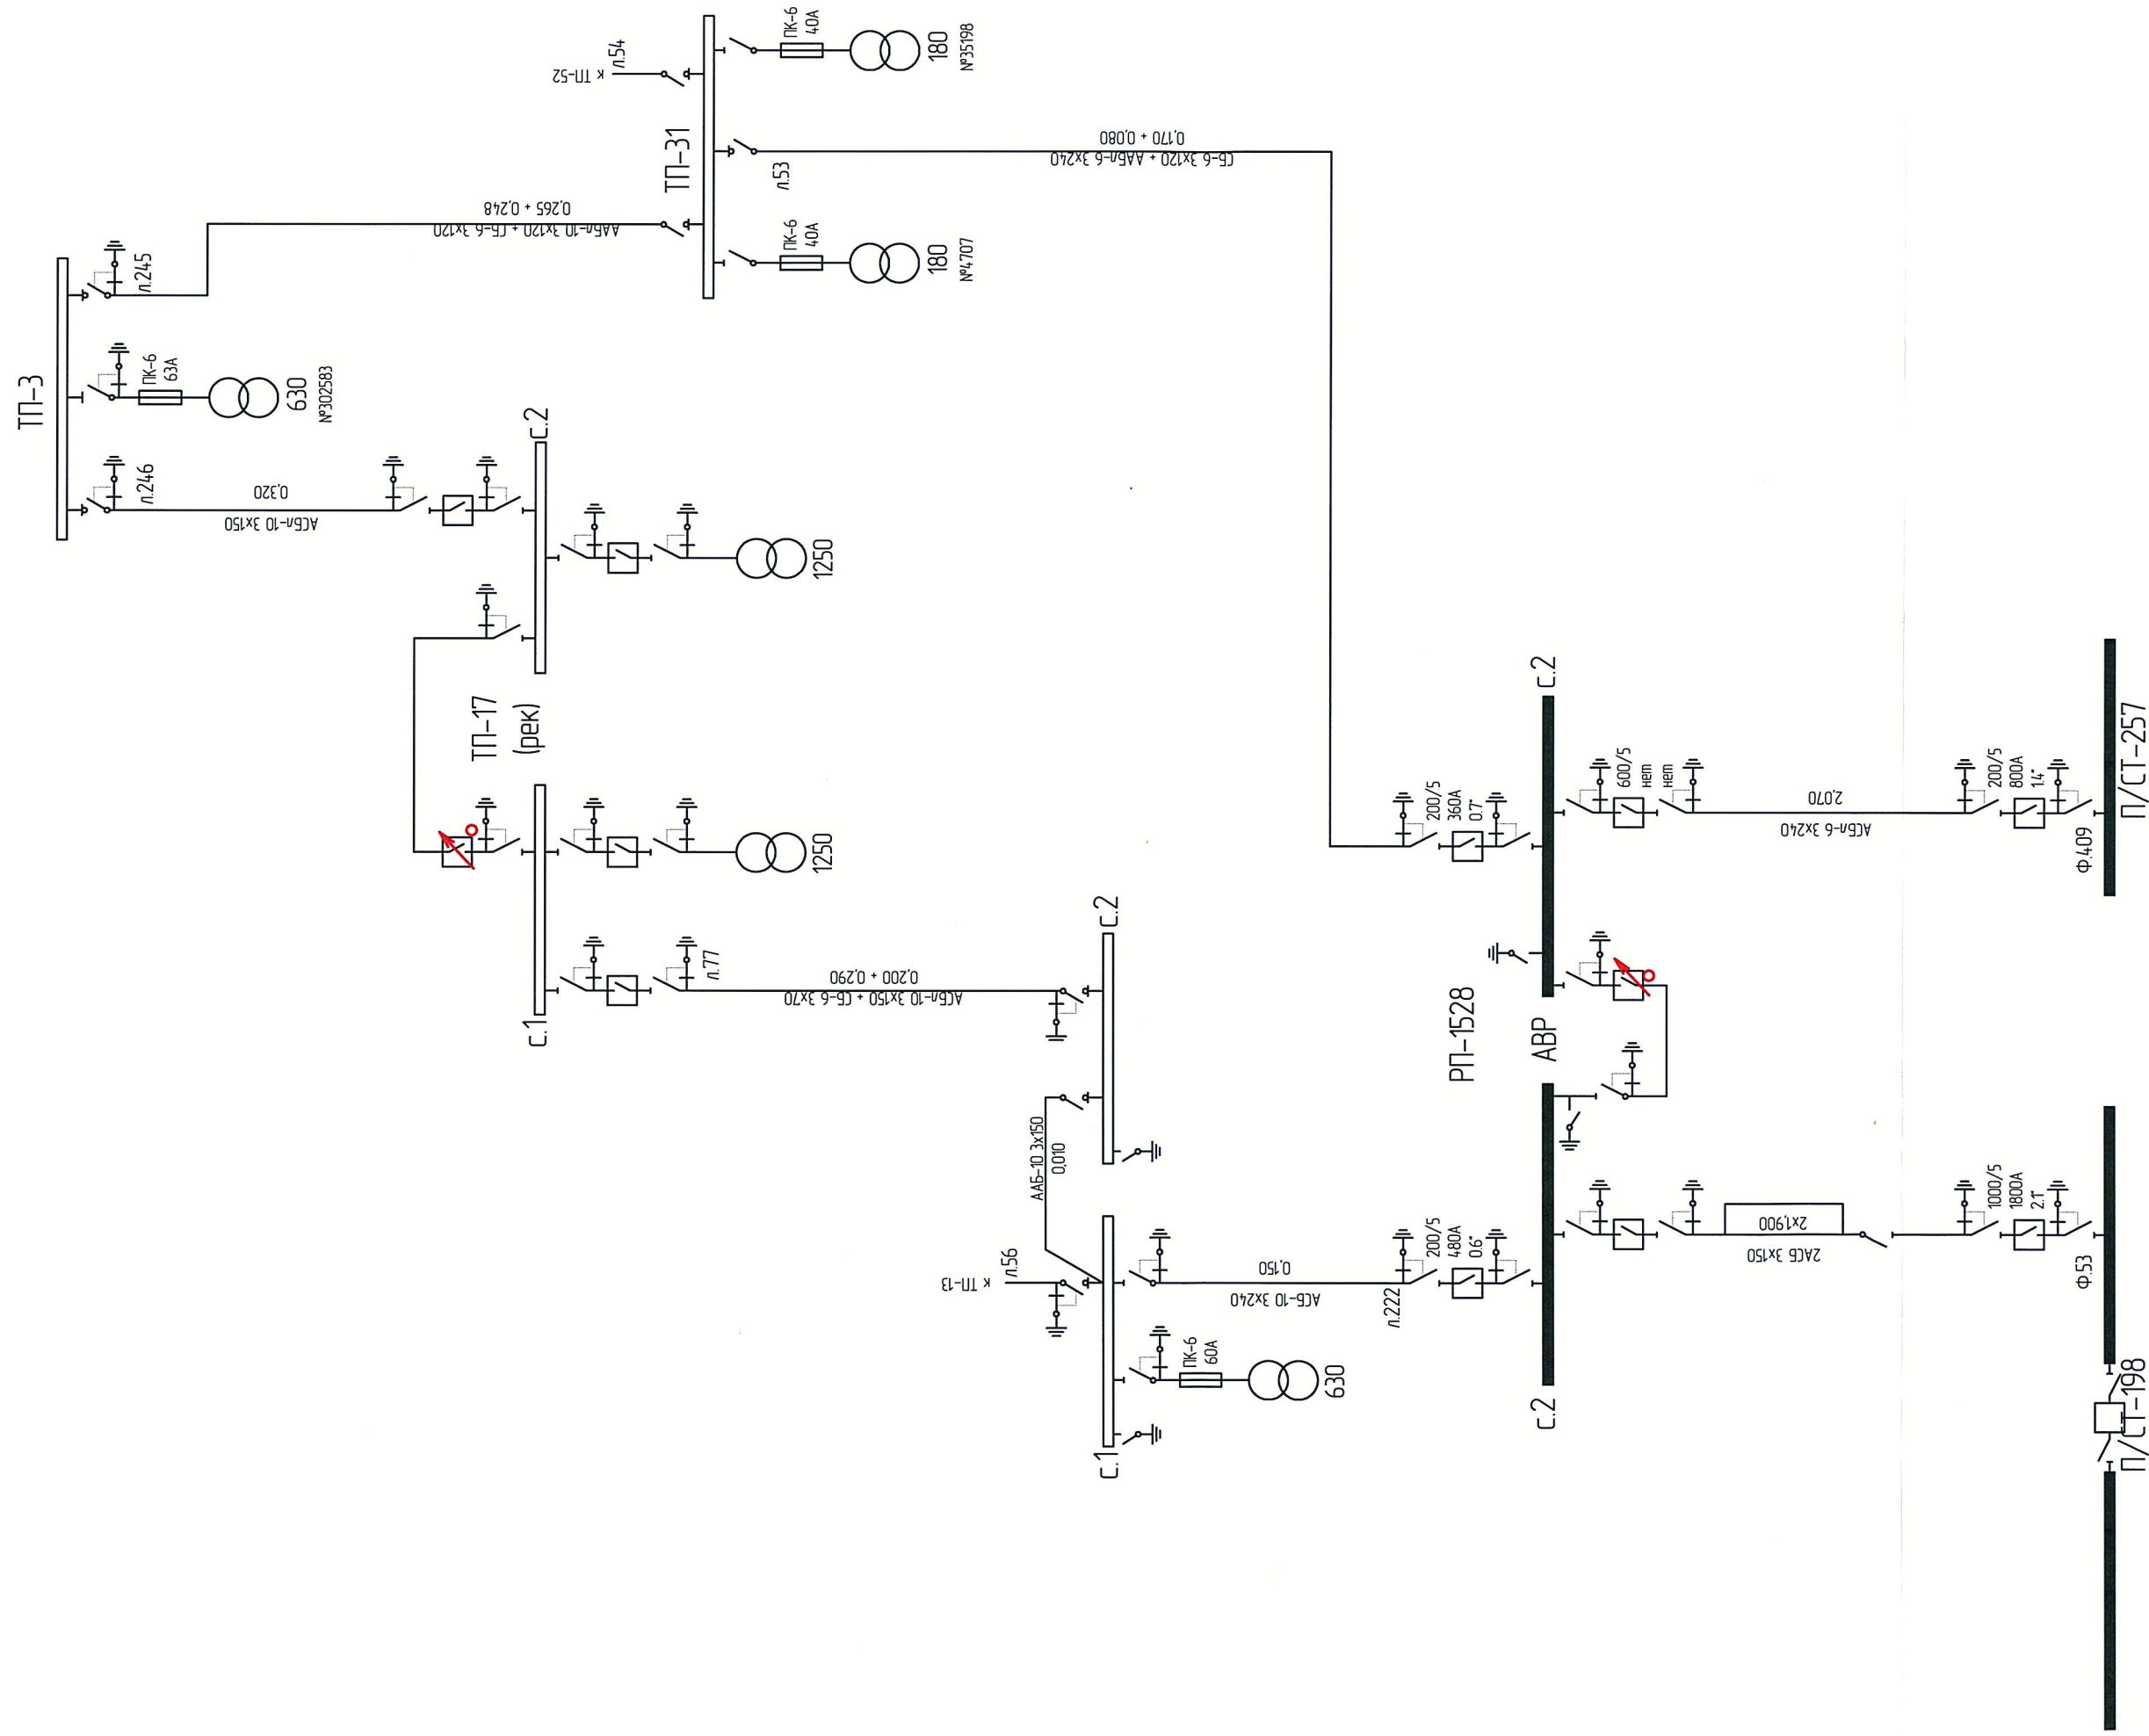 ТП-3
л.246
АСБл-10 3х150
0,320
ПК-6
63А
630
№302583
л.245
ААБл-10 3х120 + СБ-6 3х120
0,265 + 0,248
ТП-31
к ТП-52
л.54
ПК-6
40А
180
№35198
л.53
СБ-6 3х120 + ААБл-6 3х240
0,170 + 0,080
ПК-6
40А
180
№4707
с.2
1250
ТП-17
(рек)
1250
с.1
л.77
АСБл-10 3х150 + СБ-6 3х70
0,200 + 0,290
с.2
ААБ-10 3х150
0,010
к ТП-13
л.56
с.1
ПК-6
60А
630
АСБ-10 3х240
0,150
л.222
200/5
480А
0.6"
200/5
360А
0.7"
с.2
РП-1528
АВР
с.2
600/5
нет
нет
АСБл-6 3х240
2,070
200/5
800А
1.4"
ф.409
П/СТ-257
2АСБ 3х150
2х1,900
1000/5
1800А
2.1"
ф.53
П/СТ-198